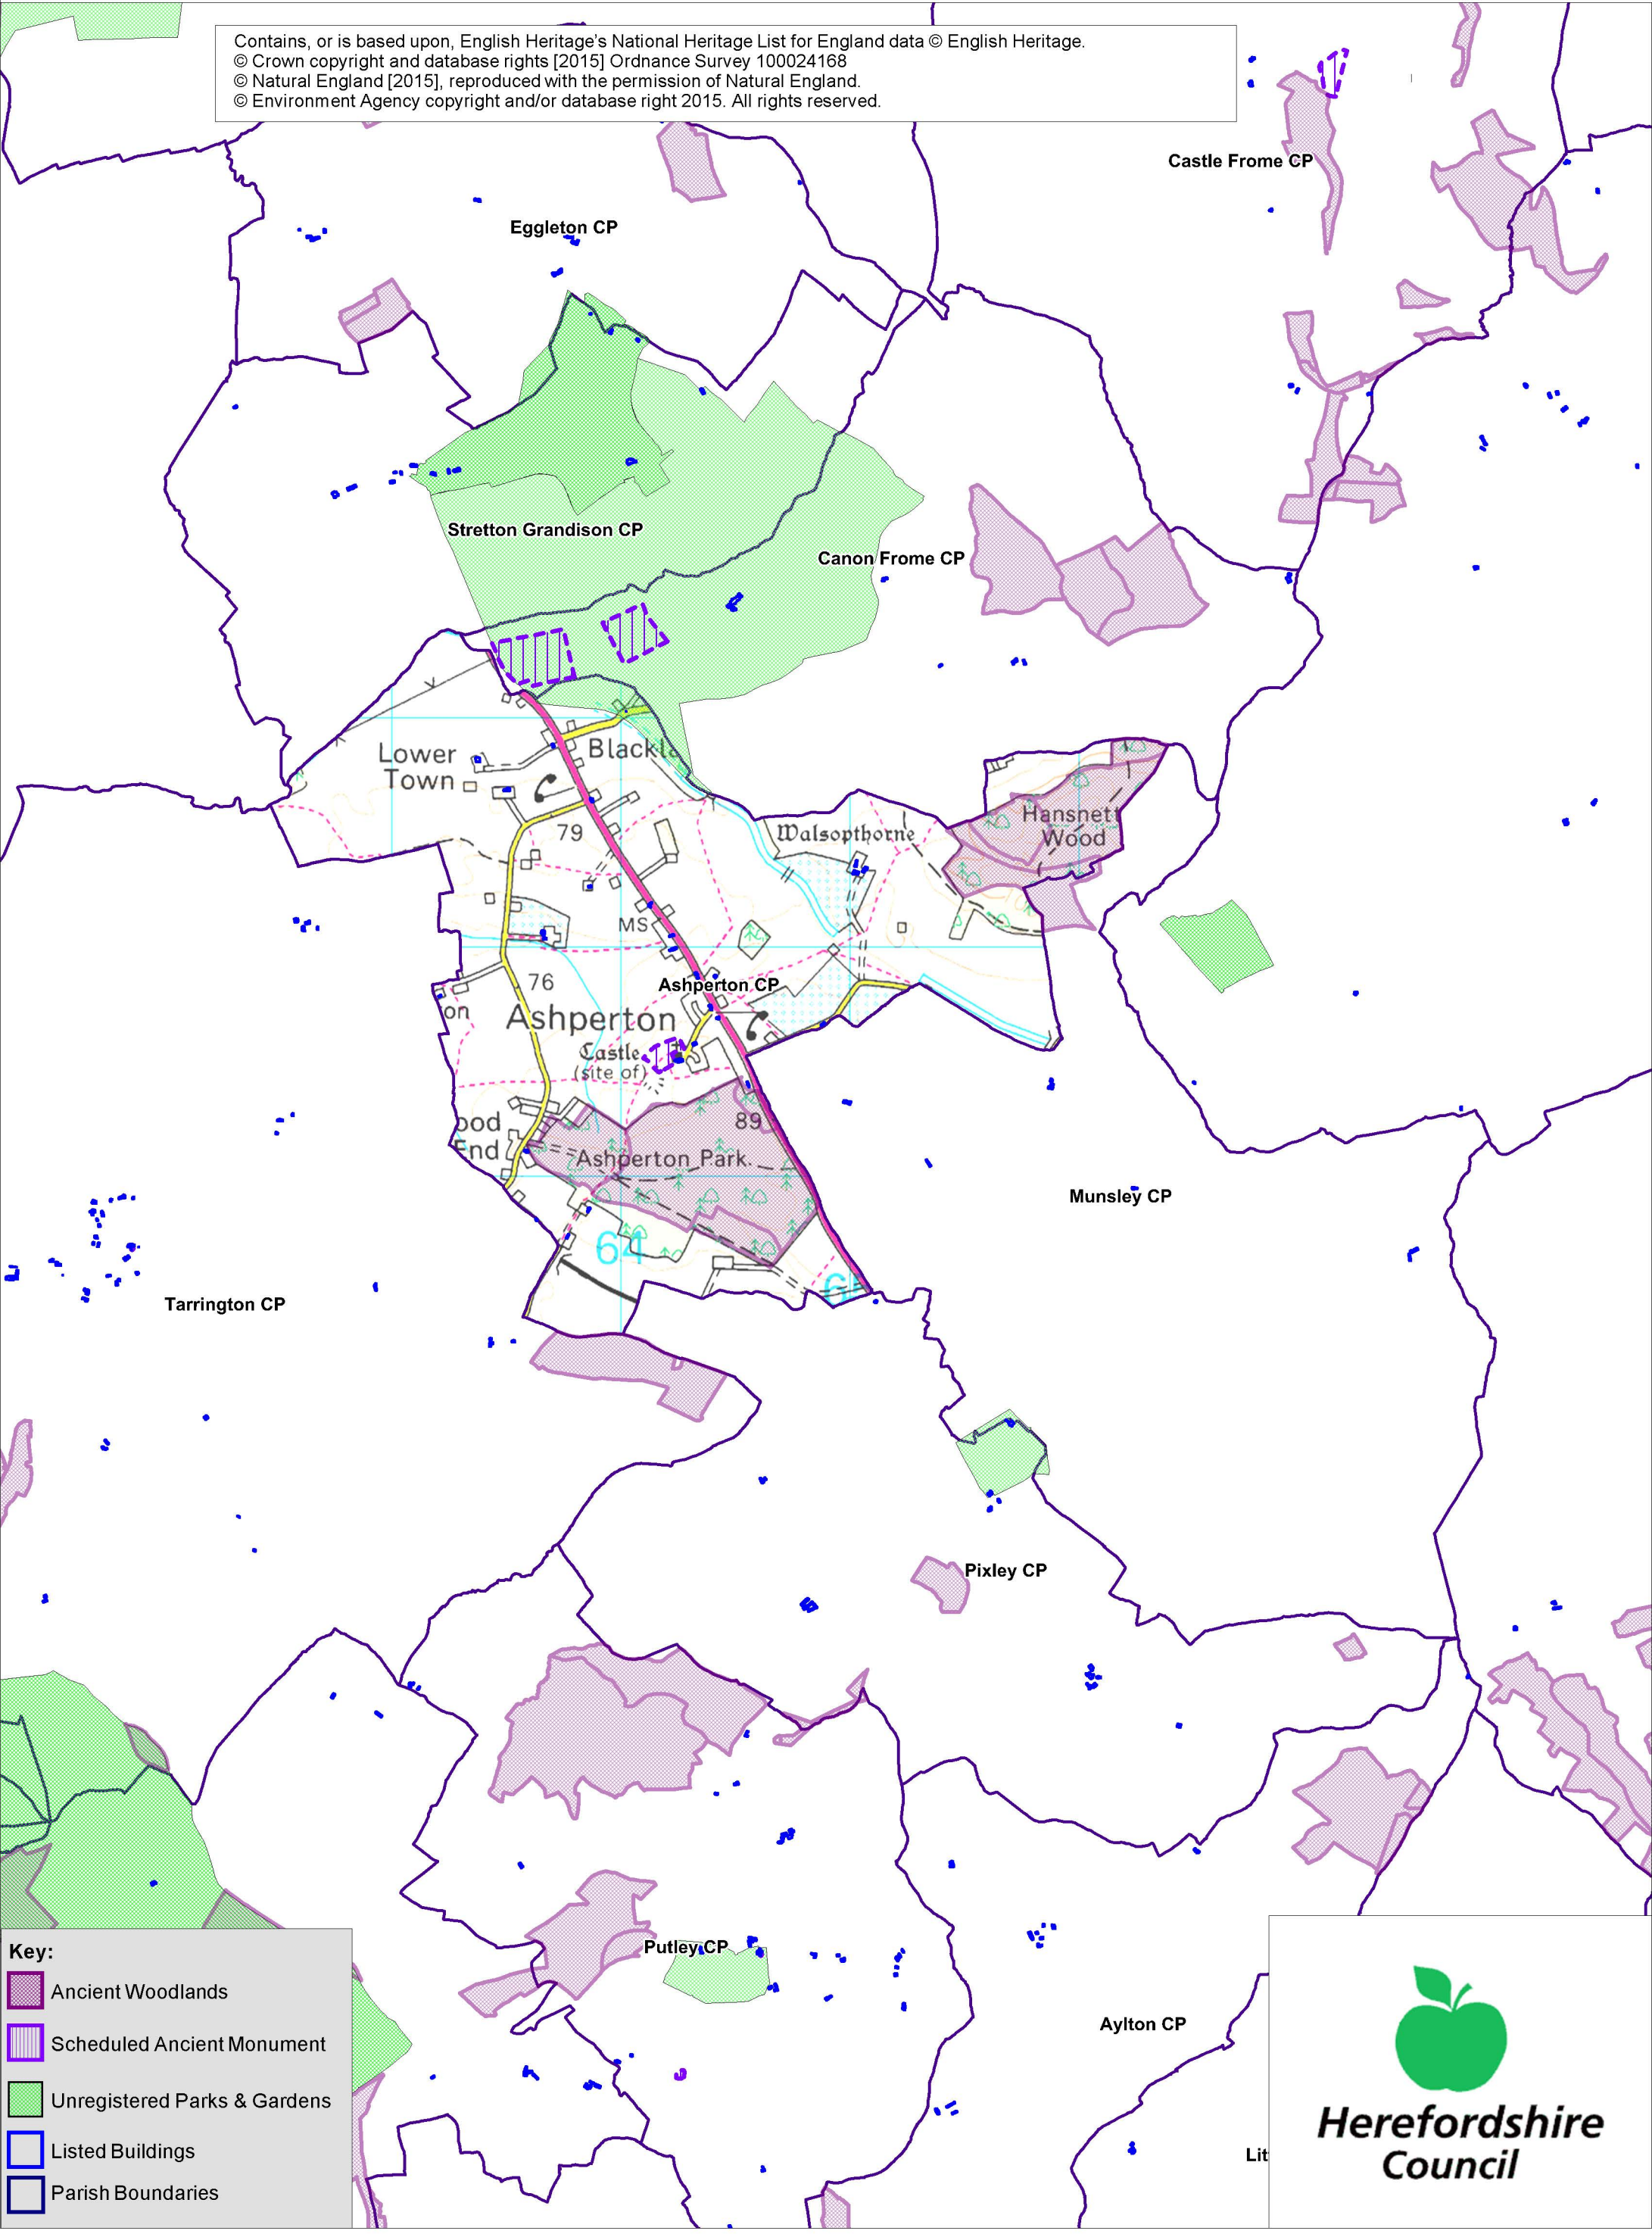 Contains, or is based upon, English Heritage's National Heritage List for England data © English Heritage.
© Crown copyright and database rights [2015] Ordnance Survey 100024168
© Natural England [2015], reproduced with the permission of Natural England.
© Environment Agency copyright and/or database right 2015. All rights reserved.
Castle Frome CP
Eggleton CP
Stretton Grandison CP
Canon Frome CP
Lower
Town
Blackla
79
Walsopthorne
Hansnett
Wood
MS
76
Ashperton CP
on
Ashperton
Castle
(site of)
89
ood
End
Ashperton Park
64
Munsley CP
Tarrington CP
Pixley CP
Putley CP
Aylton CP
Lit
Key:
Ancient Woodlands
Scheduled Ancient Monument
Unregistered Parks & Gardens
Listed Buildings
Parish Boundaries
Herefordshire
Council